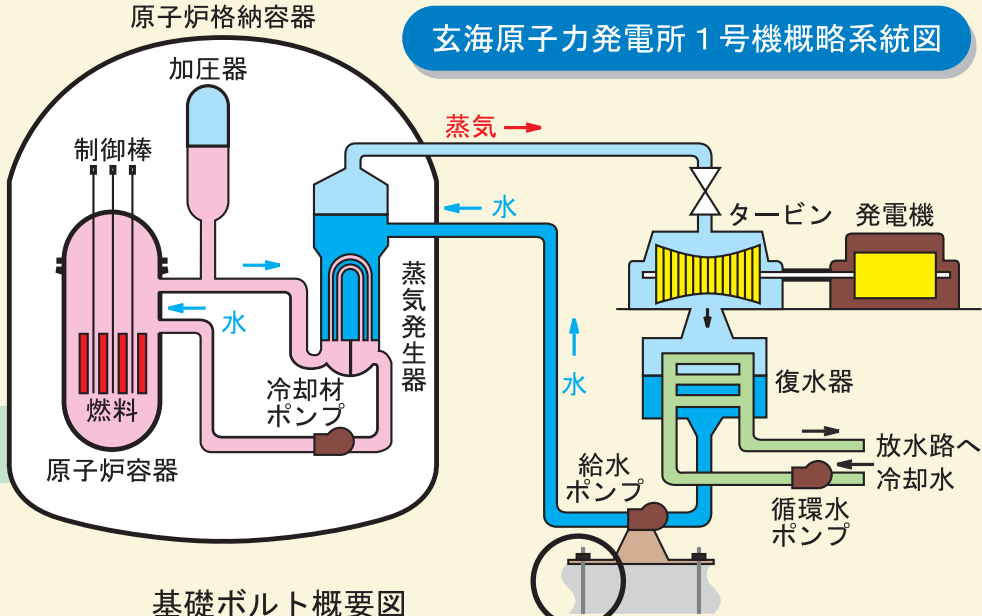 原子炉格納容器
玄海原子力発電所１号機概略系統図
加圧器
制御棒
蒸気
水
タービン
発電機
水
蒸気発生器
水
燃料
冷却材
ポンプ
原子炉容器
復水器
放水路へ
冷却水
給水
ポンプ
循環水
ポンプ
基礎ボルト概要図